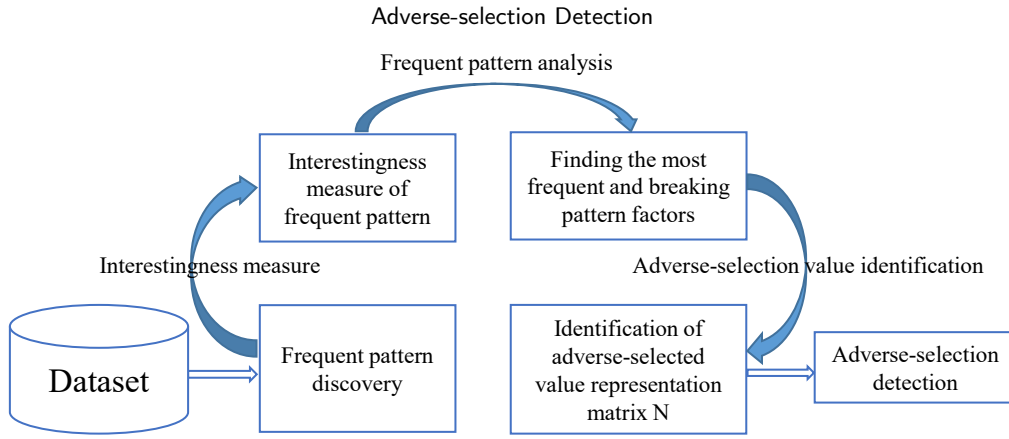 Adverse-selection Detection
Frequent pattern analysis
Interestingness
measure of
frequent pattern
Finding the most
frequent and breaking
pattern factors
Interestingness measure
Adverse-selection value identification
Dataset
Frequent pattern
discovery
Identification of
adverse-selected
value representation
matrix N
Adverse-selection
detection